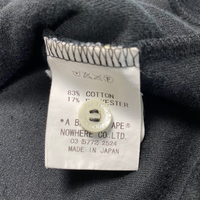 83% COTTON
17% POLYESTER
*A B APE®
NOWHERE CO. LTD.
03 5772-2524
MADE IN JAPAN